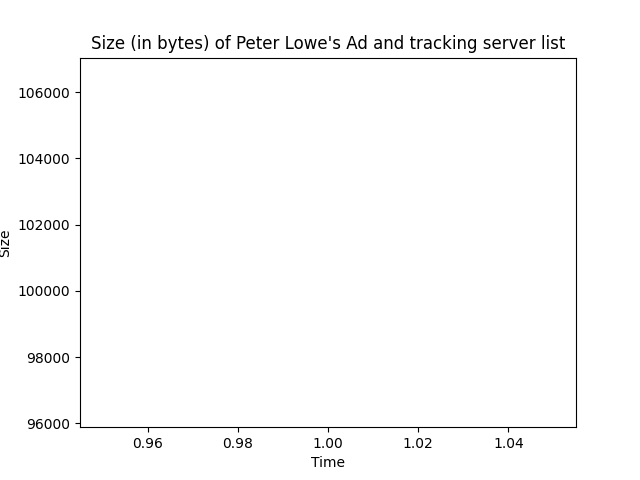 Size (in bytes) of Peter Lowe's Ad and tracking server list
106000
104000
102000
100000
98000
96000
Size
0.96 0.98 1.00 1.02 1.04
Time